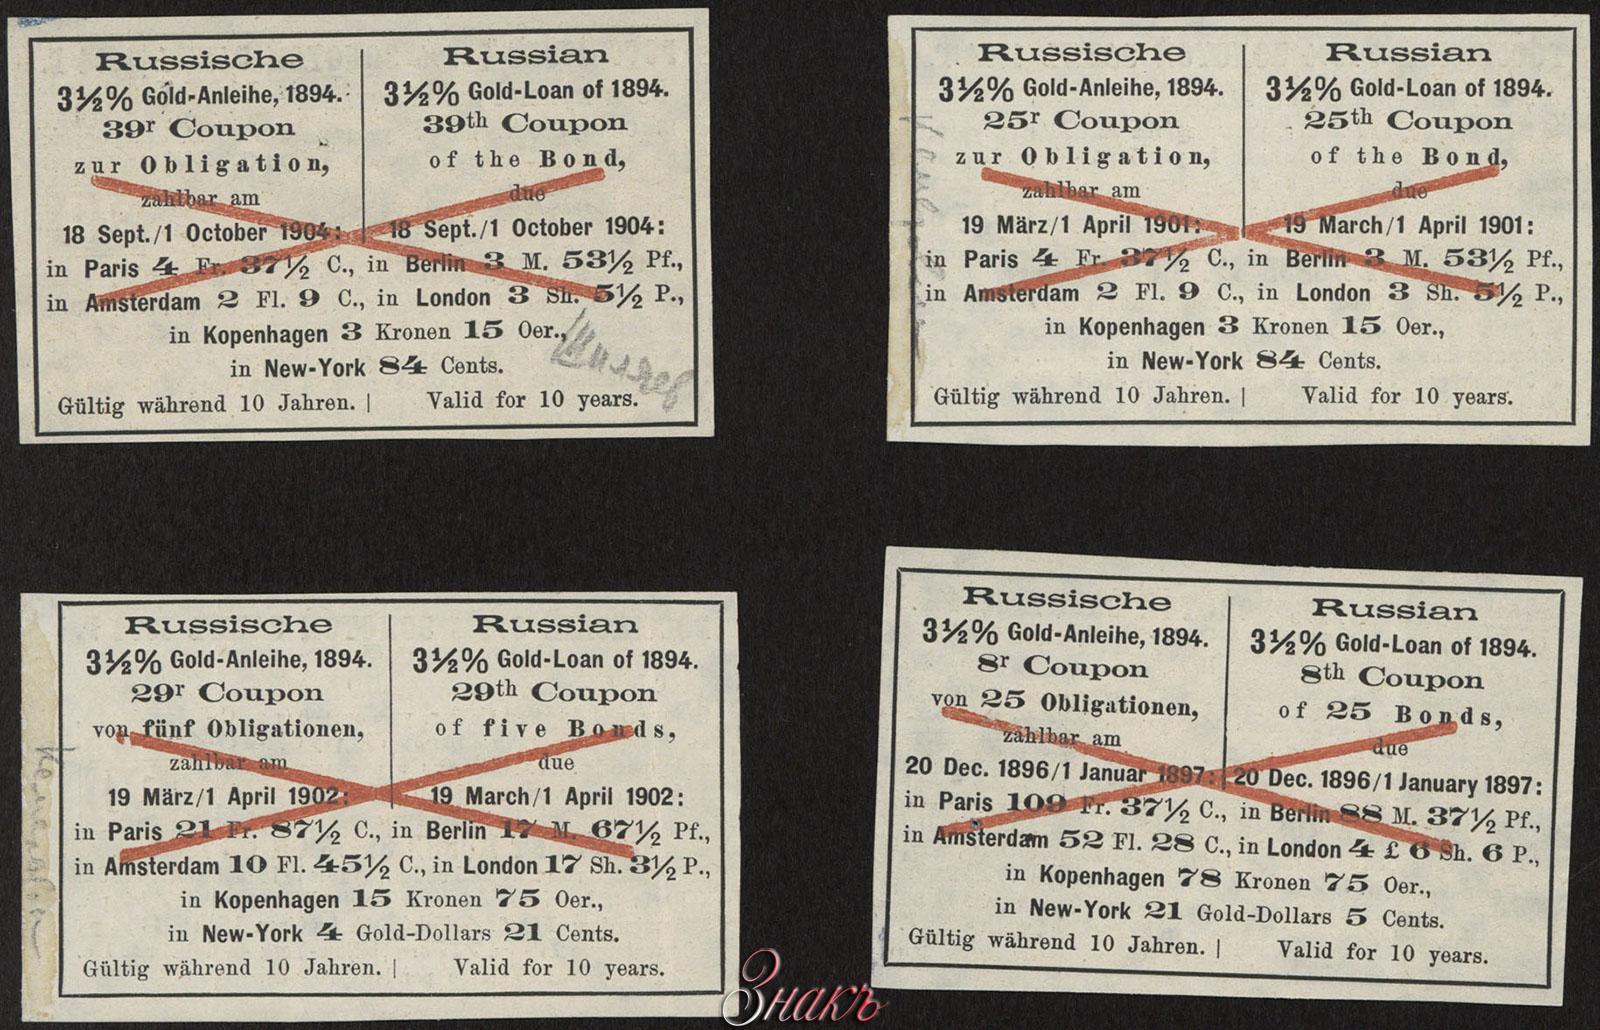 Russische
3½% Gold-Anleihe, 1894.
39r Coupon
zur Obligation,
zahlbar am
18 Sept./1 October 1904:
Russian
3½% Gold-Loan of 1894.
39th Coupon
of the Bond,
due
18 Sept./1 October 1904:
in Paris 4 Fr. 37½ C., in Berlin 3 M. 53½ Pf.,
in Amsterdam 2 Fl. 9 C., in London 3 Sh. 5½ P.,
in Kopenhagen 3 Kronen 15 Oer.,
in New-York 84 Cents.
Gültig während 10 Jahren. | Valid for 10 years.
Russische
3½% Gold-Anleihe, 1894.
25r Coupon
zur Obligation,
zahlbar am
19 März/1 April 1901:
Russian
3½% Gold-Loan of 1894.
25th Coupon
of the Bond,
due
19 March/1 April 1901:
in Paris 4 Fr. 37½ C., in Berlin 3 M. 53½ Pf.,
in Amsterdam 2 Fl. 9 C., in London 3 Sh. 5½ P.,
in Kopenhagen 3 Kronen 15 Oer.,
in New-York 84 Cents.
Gültig während 10 Jahren. | Valid for 10 years.
Russische
3½% Gold-Anleihe, 1894.
29r Coupon
von fünf Obligationen,
zahlbar am
19 März/1 April 1902:
Russian
3½% Gold-Loan of 1894.
29th Coupon
of five Bonds,
due
19 March/1 April 1902:
in Paris 21 Fr. 87½ C., in Berlin 17 M. 67½ Pf.,
in Amsterdam 10 Fl. 45½ C., in London 17 Sh. 3½ P.,
in Kopenhagen 15 Kronen 75 Oer.,
in New-York 4 Gold-Dollars 21 Cents.
Gültig während 10 Jahren. | Valid for 10 years.
Russische
3½% Gold-Anleihe, 1894.
8r Coupon
von 25 Obligationen,
zahlbar am
20 Dec. 1896/1 Januar 1897:
Russian
3½% Gold-Loan of 1894.
8th Coupon
of 25 Bonds,
due
20 Dec. 1896/1 January 1897:
in Paris 109 Fr. 37½ C., in Berlin 88 M. 37½ Pf.,
in Amsterdam 52 Fl. 28 C., in London 4 £ 6 Sh. 6 P.,
in Kopenhagen 78 Kronen 75 Oer.,
in New-York 21 Gold-Dollars 5 Cents.
Gültig während 10 Jahren. | Valid for 10 years.
Знакъ